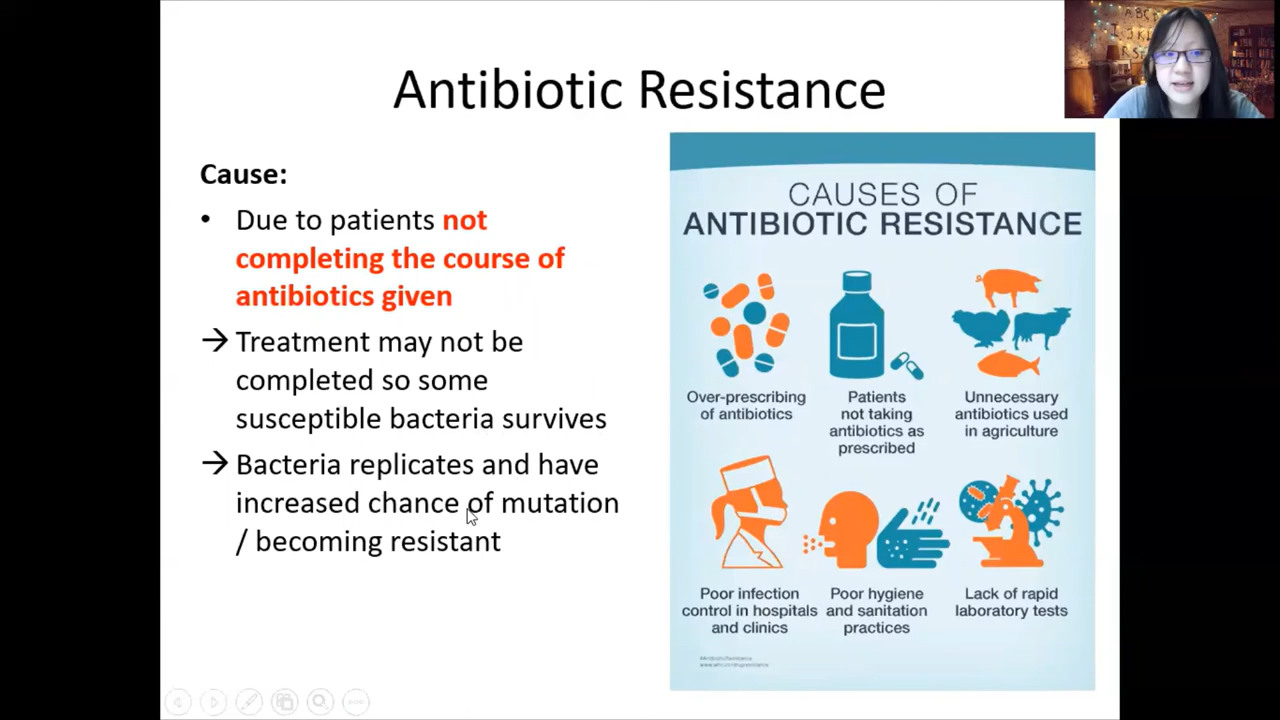 Antibiotic Resistance
Cause:
• Due to patients not
completing the course of
antibiotics given
→ Treatment may not be
completed so some
susceptible bacteria survives
→ Bacteria replicates and have
increased chance of mutation
/ becoming resistant
CAUSES OF
ANTIBIOTIC RESISTANCE
Over-prescribing
of antibiotics
Patients
not taking
antibiotics as
prescribed
Unnecessary
antibiotics used
in agriculture
Poor infection
control in hospitals
and clinics
Poor hygiene
and sanitation
practices
Lack of rapid
laboratory tests